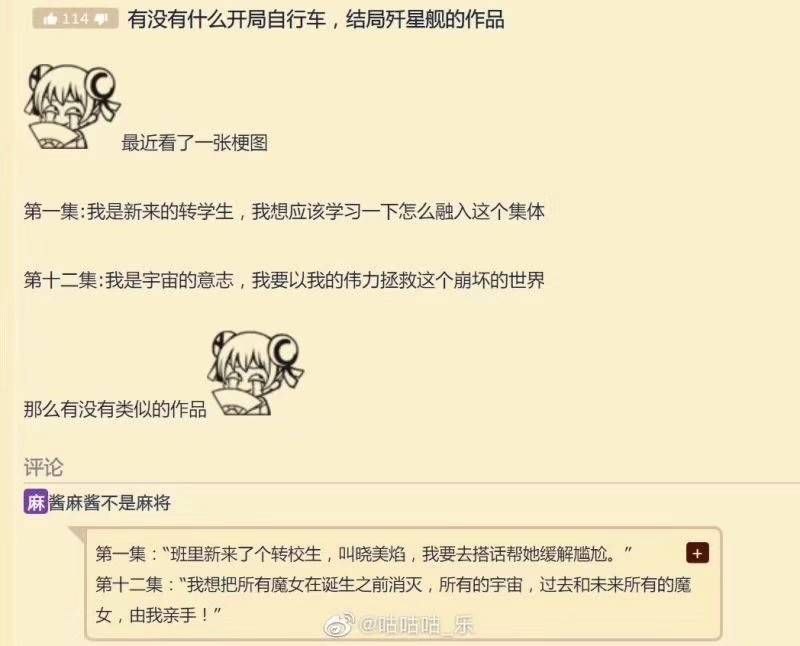 114
有没有什么开局自行车，结局歼星舰的作品
最近看了一张梗图
第一集:我是新来的转学生，我想应该学习一下怎么融入这个集体
第十二集:我是宇宙的意志，我要以我的伟力拯救这个崩坏的世界
那么有没有类似的作品
评论
麻酱麻酱不是麻将
第一集：“班里新来了个转校生，叫晓美焰，我要去搭话帮她缓解尴尬。”
+
第十二集：“我想把所有魔女在诞生之前消灭，所有的宇宙，过去和未来所有的魔
女，由我亲手！”
@咕咕咕_乐